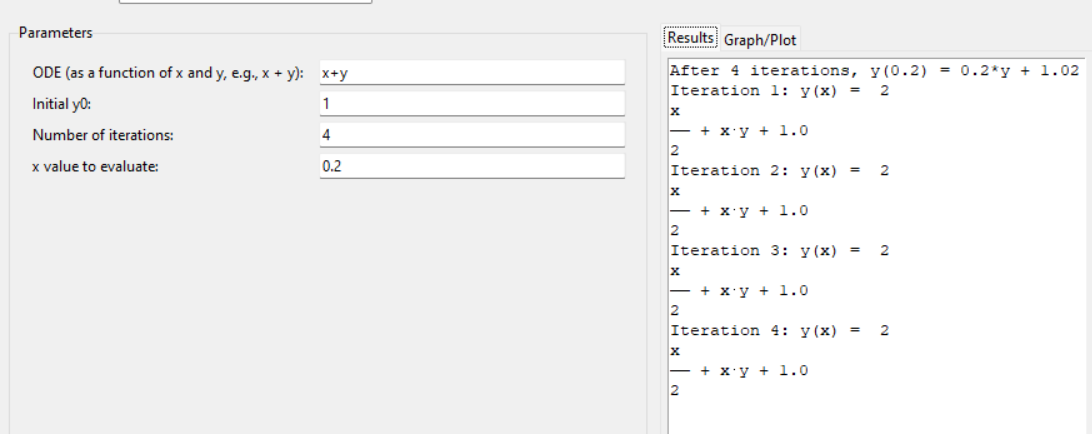 Parameters
ODE (as a function of x and y, e.g., x + y): x+y
Initial y0: 1
Number of iterations: 4
x value to evaluate: 0.2
Results Graph/Plot
After 4 iterations, y(0.2) = 0.2*y + 1.02
Iteration 1: y(x) =  2
x
── + x⋅y + 1.0
2
Iteration 2: y(x) =  2
x
── + x⋅y + 1.0
2
Iteration 3: y(x) =  2
x
── + x⋅y + 1.0
2
Iteration 4: y(x) =  2
x
── + x⋅y + 1.0
2